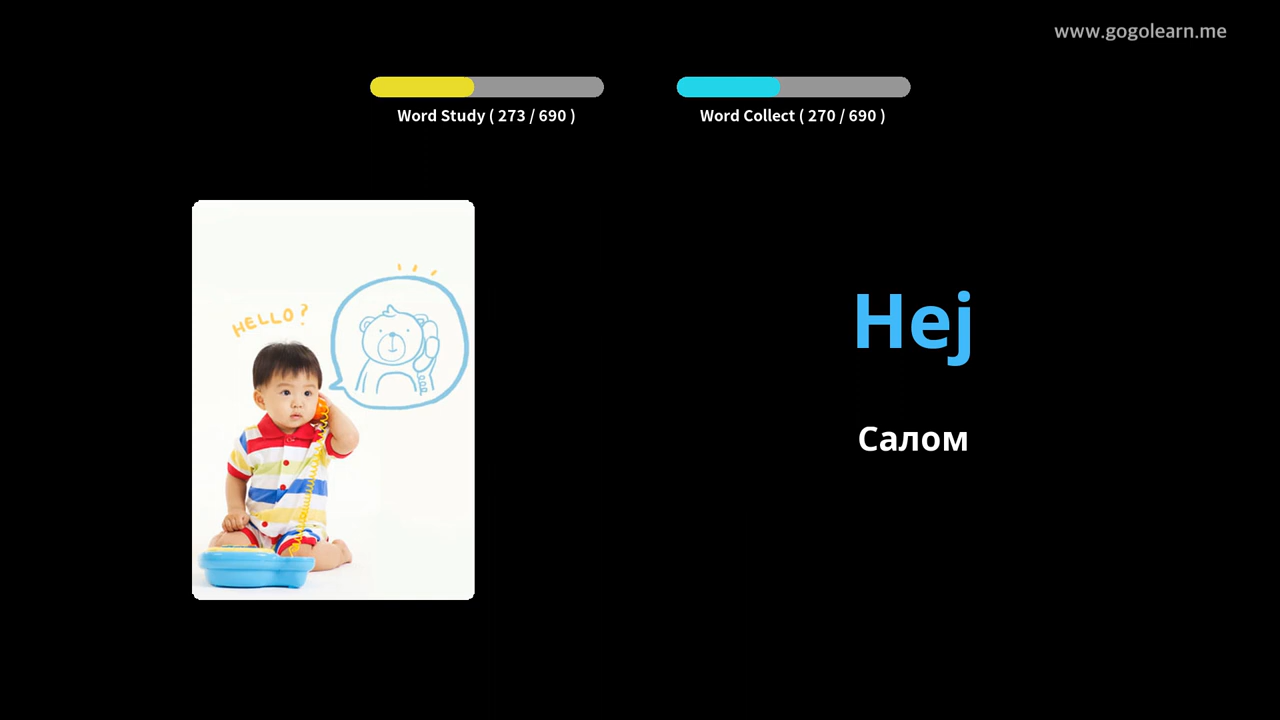 www.gogolearn.me
Word Study ( 273 / 690 )
Word Collect ( 270 / 690 )
HELLO?
Hej
Салом